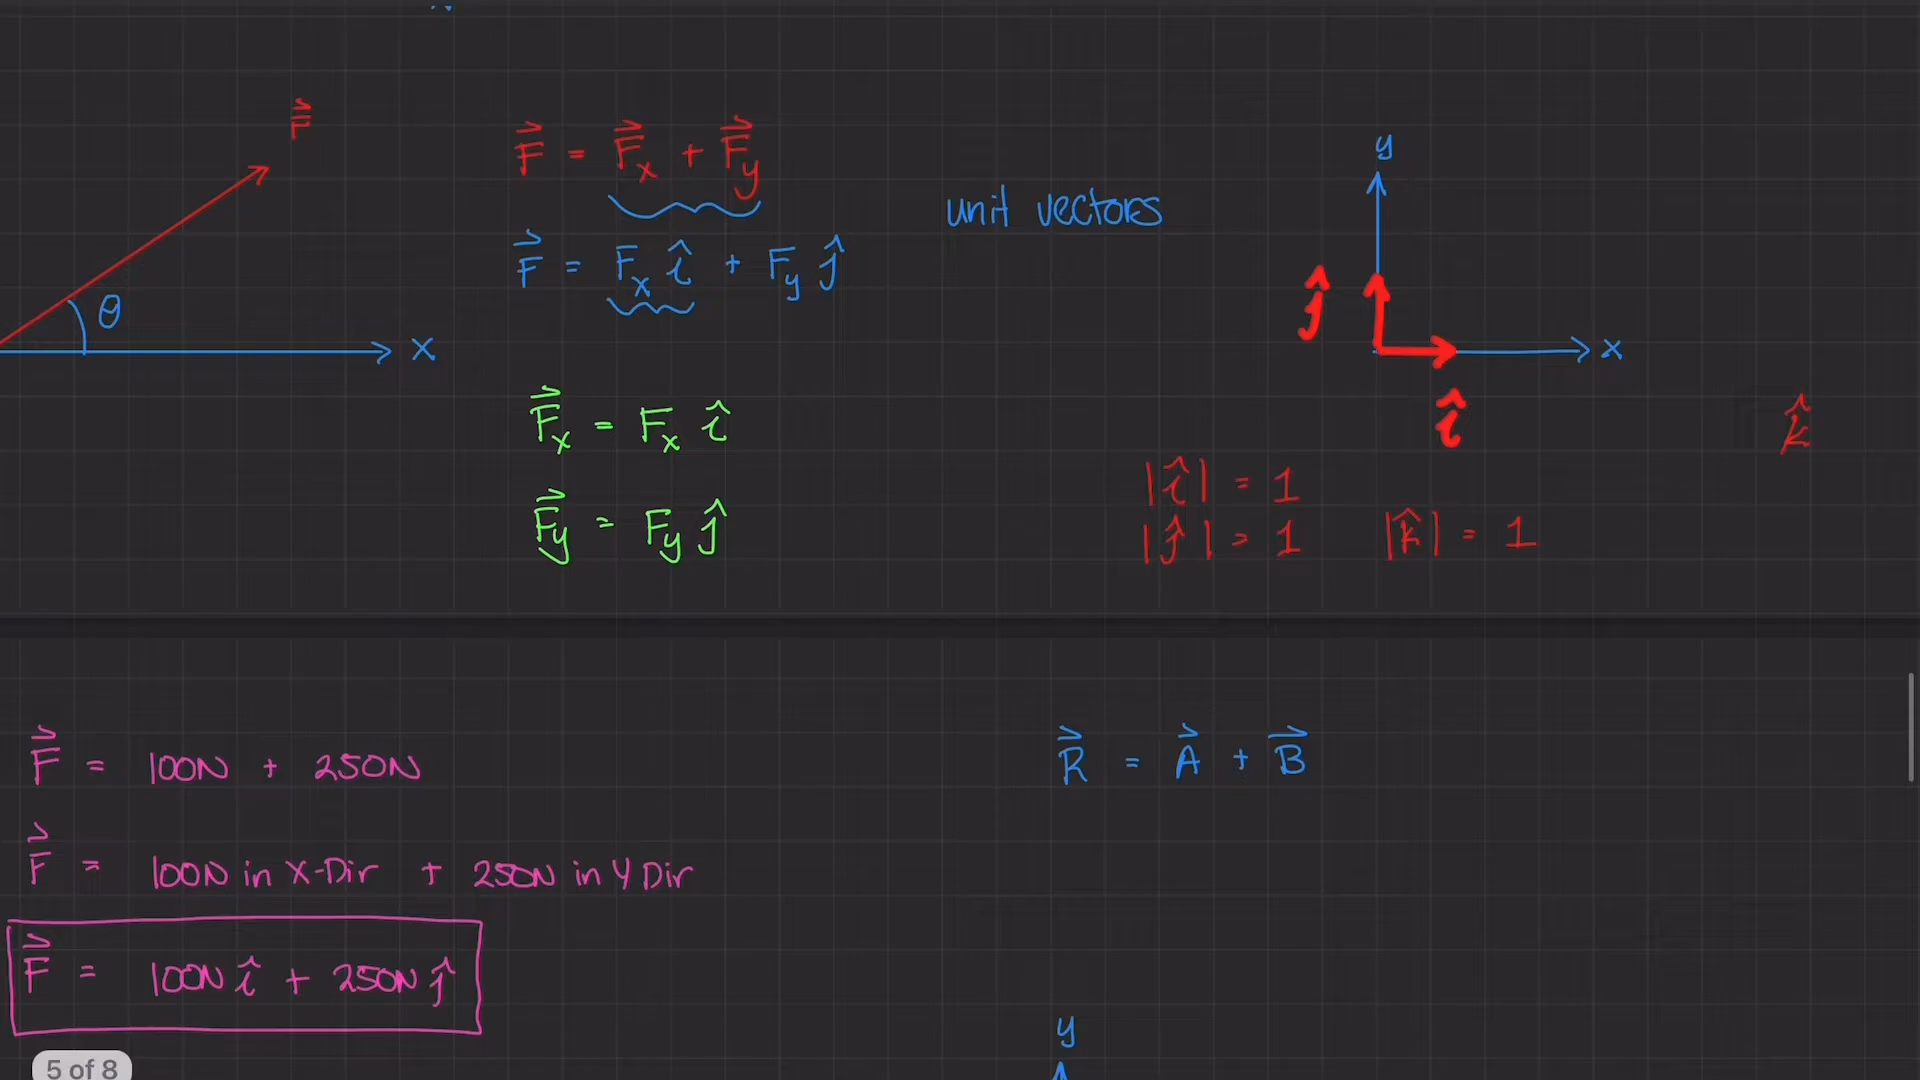 F⃗
θ
x
F⃗ = F⃗x + F⃗y
F⃗ = Fx î + Fy ĵ
F⃗x = Fx î
F⃗y = Fy ĵ
unit vectors
y
ĵ
x
î
k̂
|î| = 1
|ĵ| = 1 |k̂| = 1
F⃗ = 100N + 250N
F⃗ = 100N in X-Dir + 250N in Y Dir
F⃗ = 100N î + 250N ĵ
R⃗ = A⃗ + B⃗
y
5 of 8